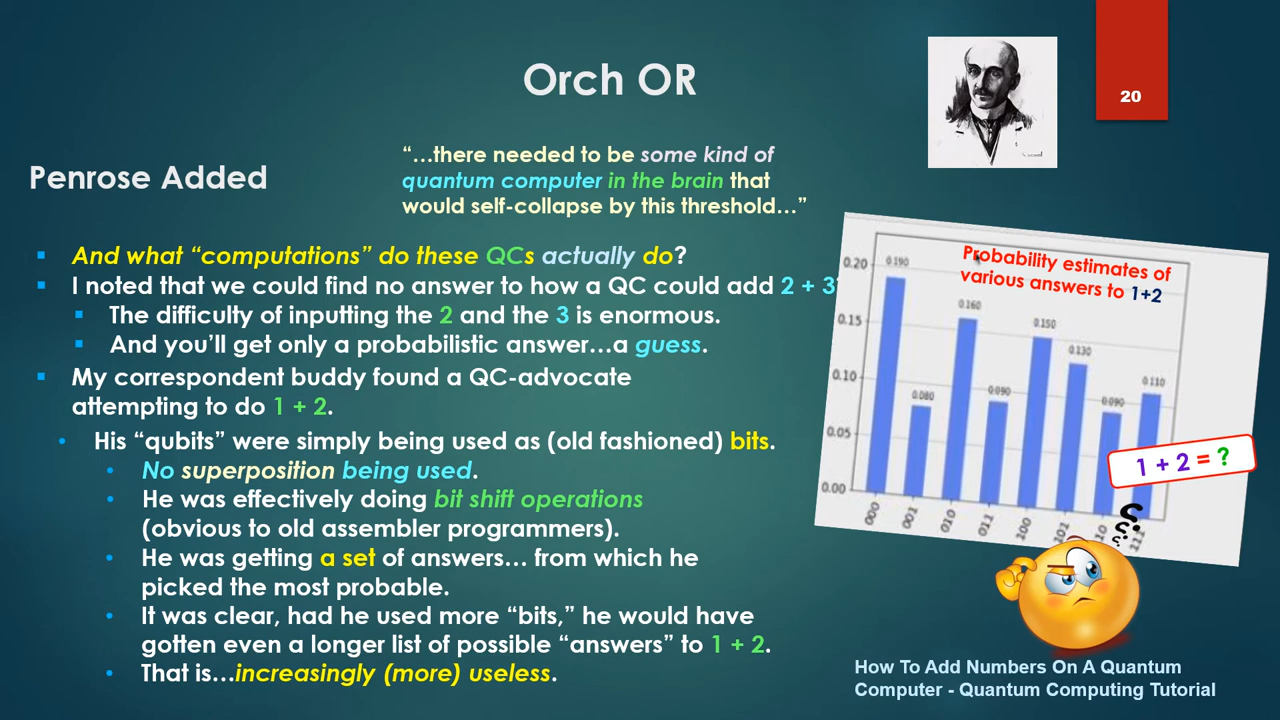 Orch OR
20
Penrose Added
“…there needed to be some kind of
quantum computer in the brain that
would self-collapse by this threshold…”
And what “computations” do these QCs actually do?
I noted that we could find no answer to how a QC could add 2 + 3?
The difficulty of inputting the 2 and the 3 is enormous.
And you’ll get only a probabilistic answer…a guess.
My correspondent buddy found a QC-advocate
attempting to do 1 + 2.
His “qubits” were simply being used as (old fashioned) bits.
No superposition being used.
He was effectively doing bit shift operations
(obvious to old assembler programmers).
He was getting a set of answers… from which he
picked the most probable.
It was clear, had he used more “bits,” he would have
gotten even a longer list of possible “answers” to 1 + 2.
That is…increasingly (more) useless.
Probability estimates of
various answers to 1+2
0.20
0.15
0.10
0.05
0.00
0.190
0.080
0.160
0.090
0.150
0.130
0.090
0.110
000
001
010
011
100
101
10
111
1 + 2 = ?
? ? ?
How To Add Numbers On A Quantum
Computer - Quantum Computing Tutorial